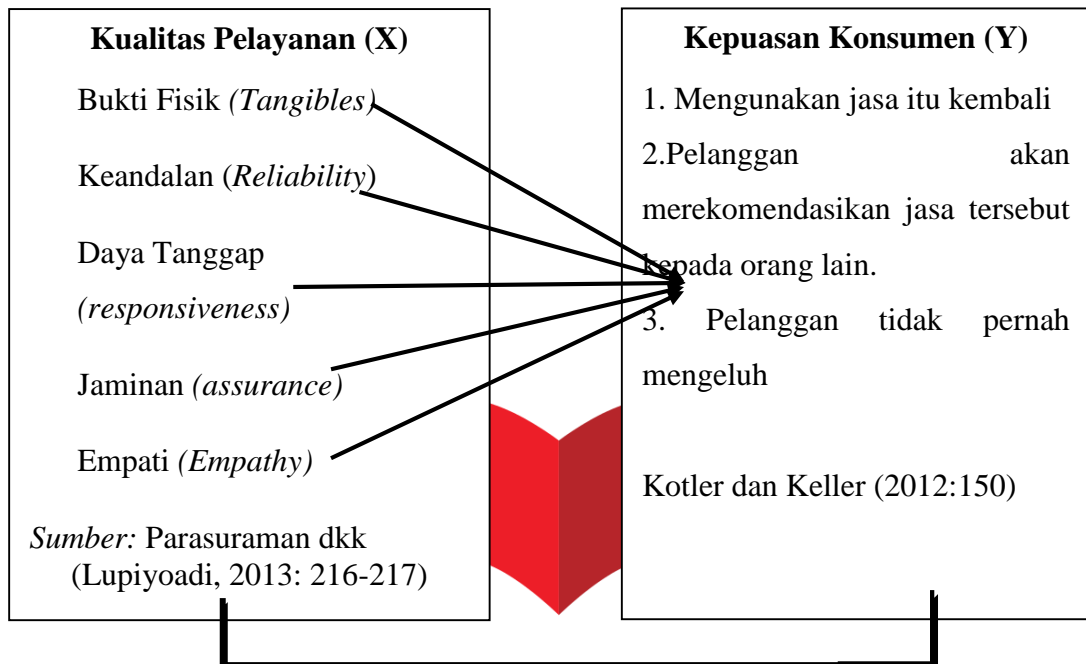 Kualitas Pelayanan (X)
Bukti Fisik (Tangibles)
Keandalan (Reliability)
Daya Tanggap
(responsiveness)
Jaminan (assurance)
Empati (Empathy)
Sumber: Parasuraman dkk
(Lupiyoadi, 2013: 216-217)
Kepuasan Konsumen (Y)
1. Mengunakan jasa itu kembali
2.Pelanggan akan
merekomendasikan jasa tersebut
kepada orang lain.
3. Pelanggan tidak pernah
mengeluh
Kotler dan Keller (2012:150)